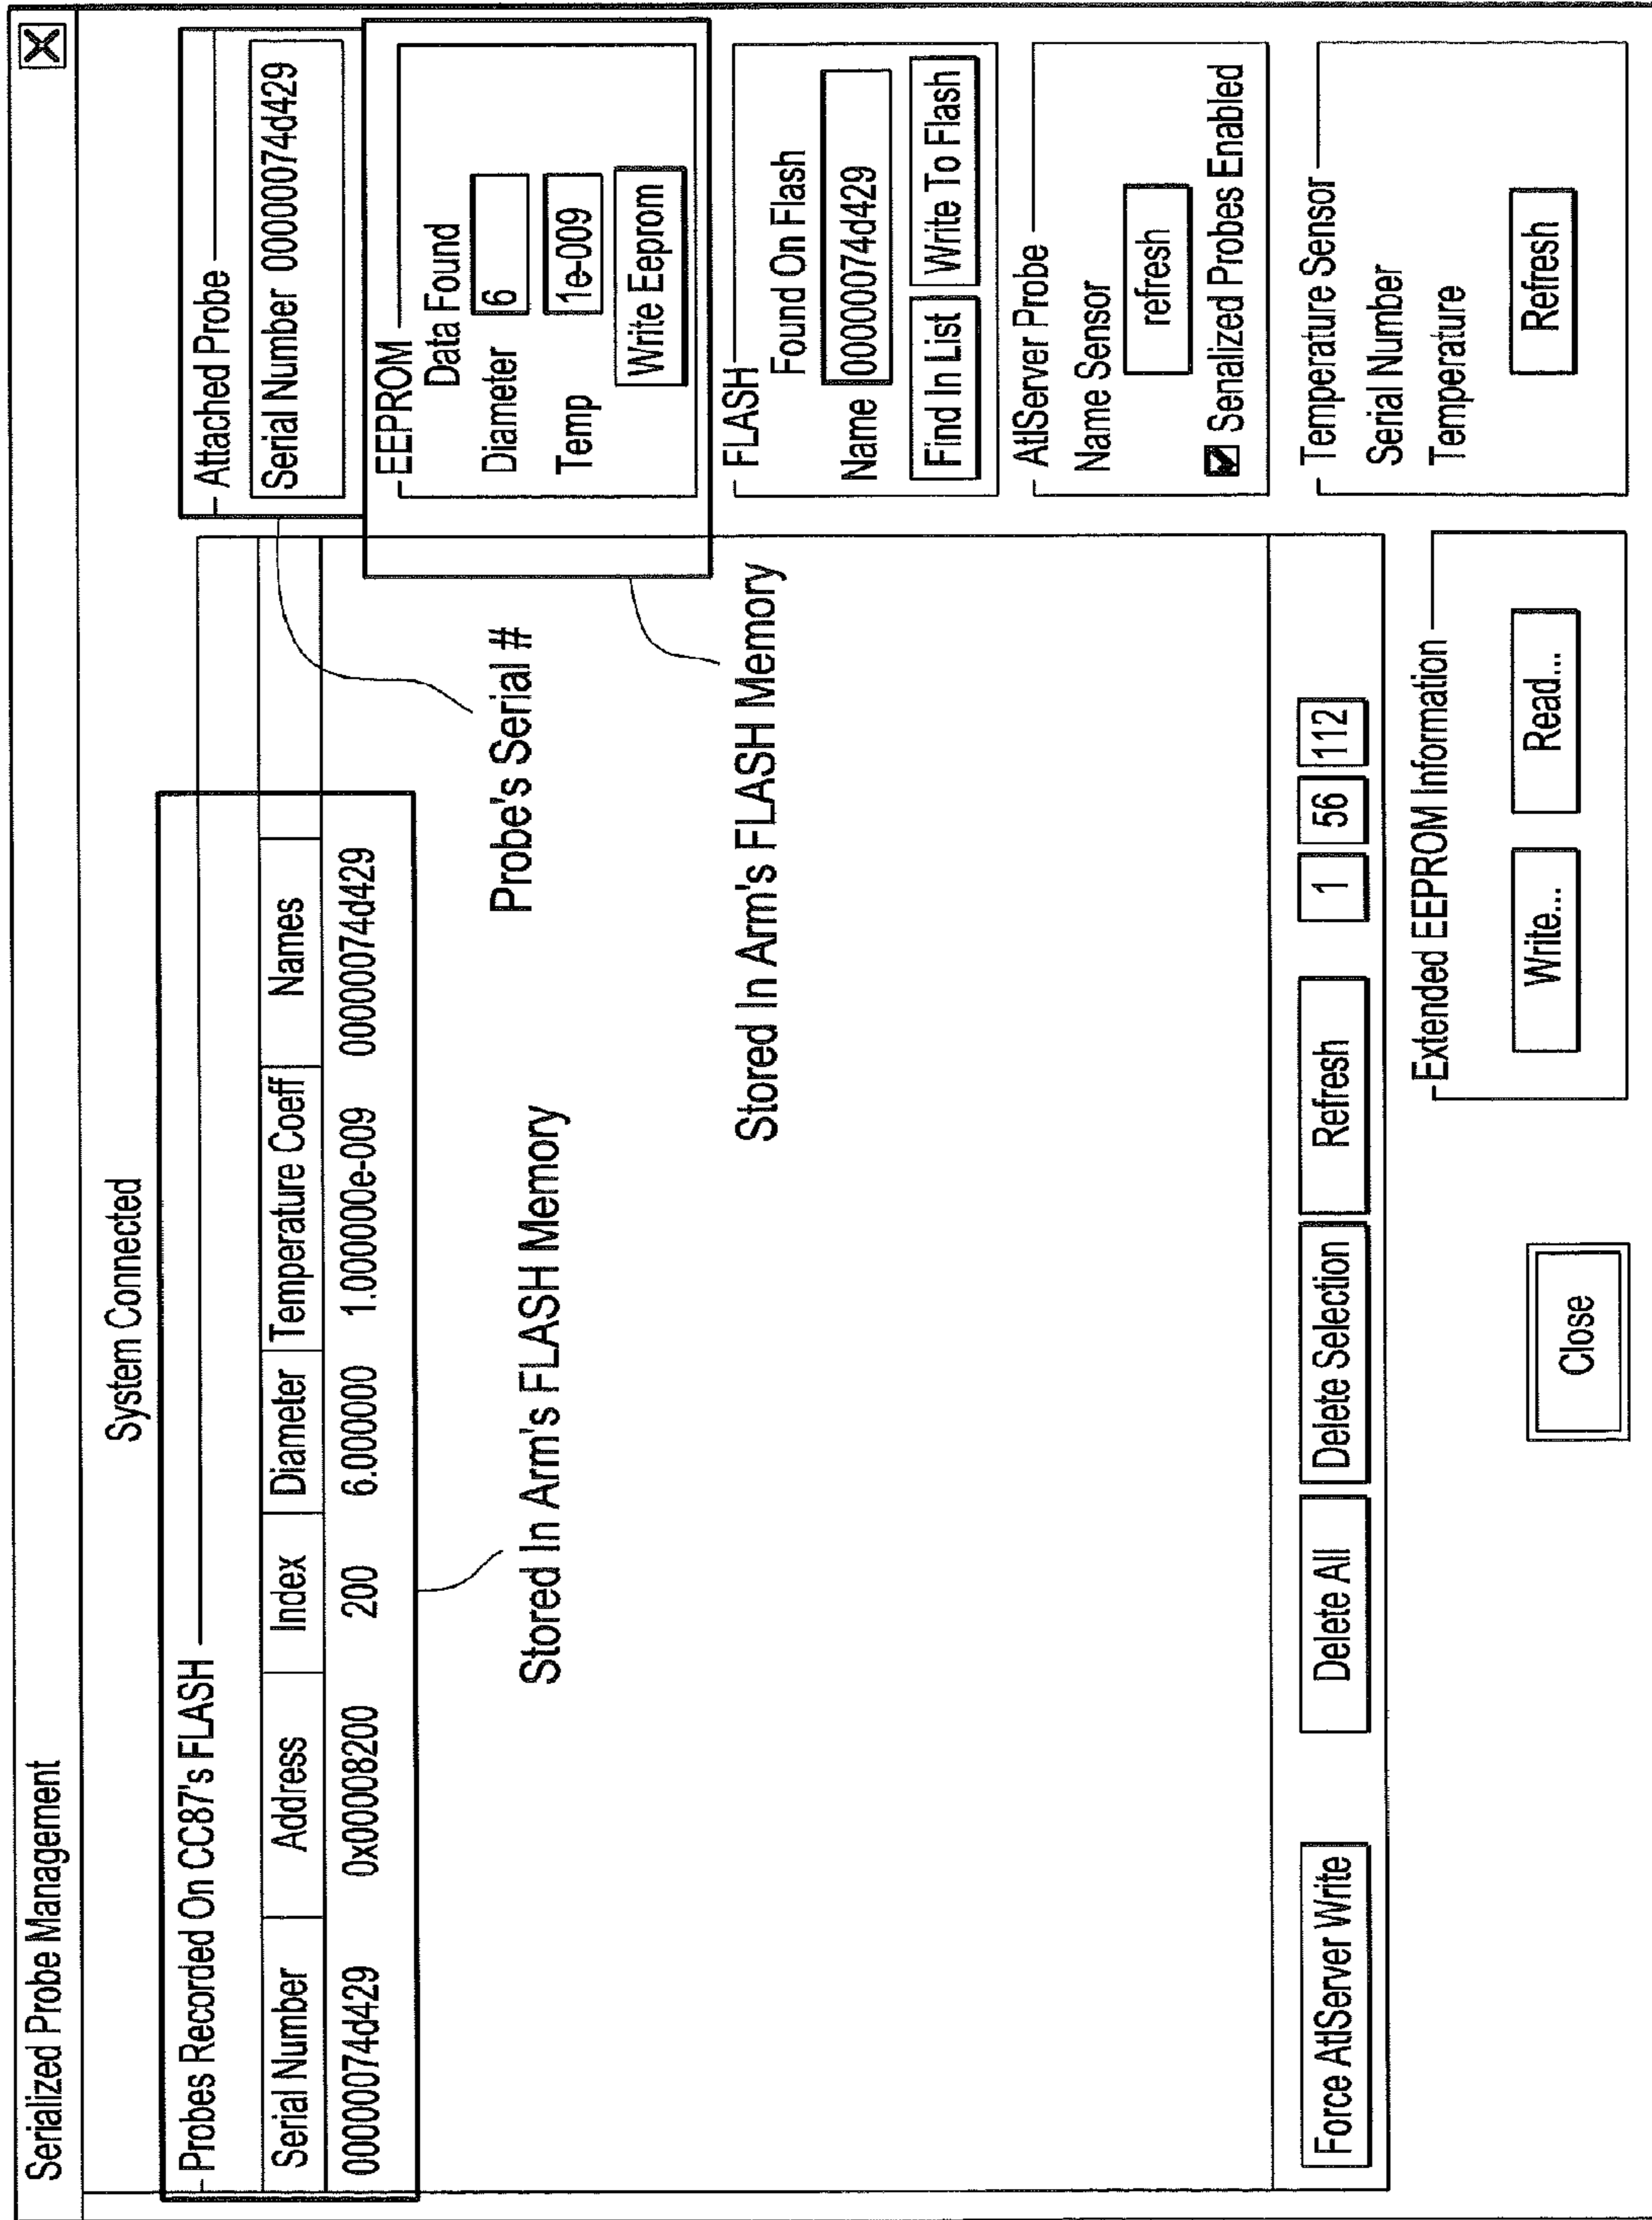 Serialized Probe Management
System Connected
Probes Recorded On CC87's FLASH
Serial Number Address Index Diameter Temperature Coeff Names
00000074d429 0x00008200 200 6.000000 1.000000e-009 00000074d429
Stored In Arm's FLASH Memory
Probe's Serial #
Stored In Arm's FLASH Memory
Force AtlServer Write Delete All Delete Selection Refresh 1 56 112
Attached Probe
Serial Number 00000074d429
EEPROM
Data Found
Diameter 6
Temp 1e-009
Write Eeprom
FLASH
Found On Flash
Name 00000074d429
Find In List Write To Flash
AtlServer Probe
Name Sensor
refresh
Senalized Probes Enabled
Temperature Sensor
Serial Number
Temperature
Refresh
Extended EEPROM Information
Write... Read...
Close